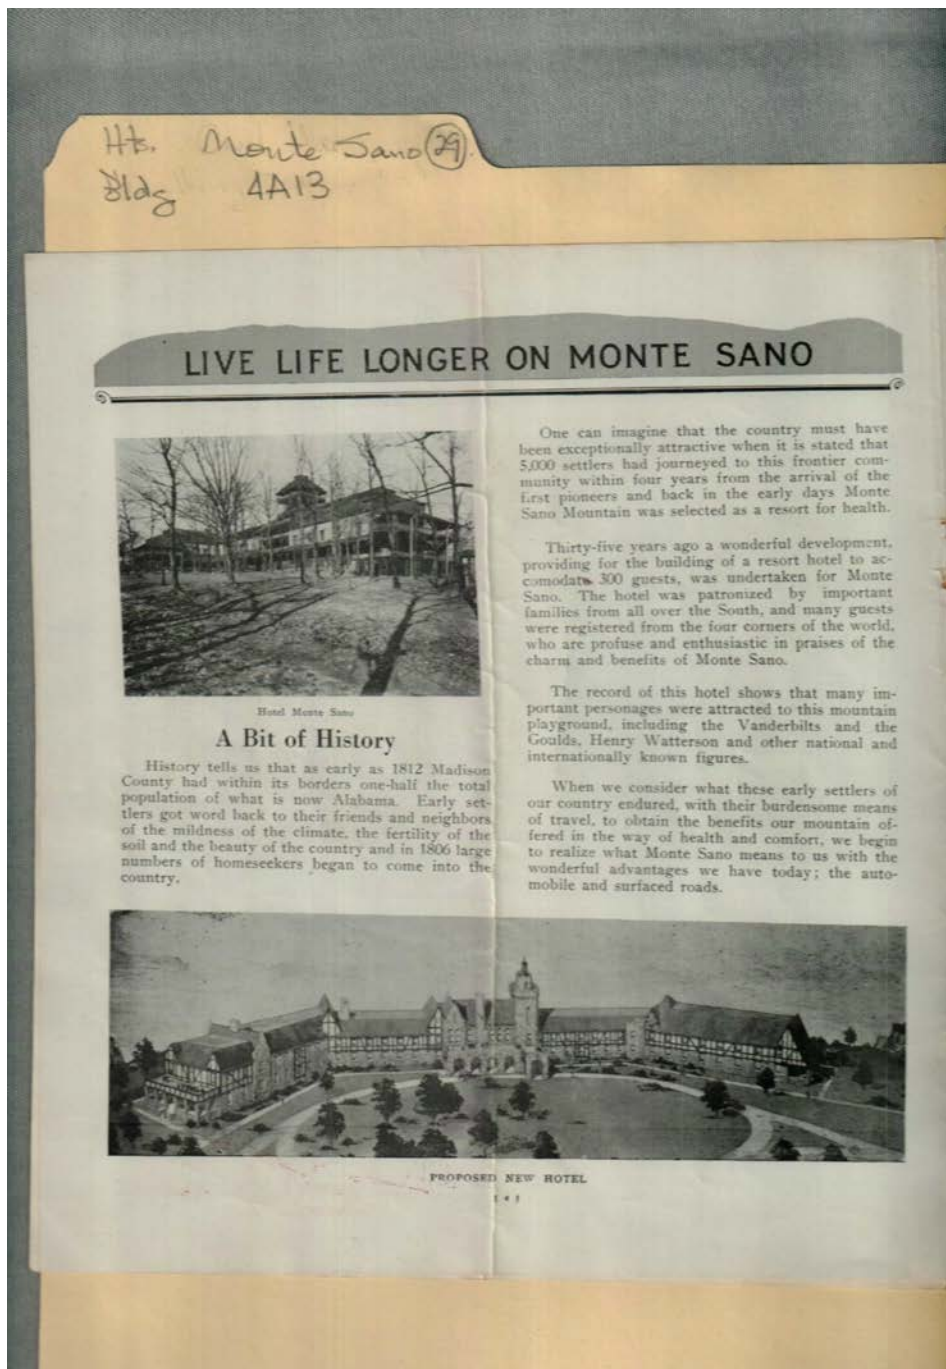 Hts. Monte Sano 29
Bldg 4A13
LIVE LIFE LONGER ON MONTE SANO
Hotel Monte Sano
A Bit of History
History tells us that as early as 1812 Madison
County had within its borders one-half the total
population of what is now Alabama. Early set-
tlers got word back to their friends and neighbors
of the mildness of the climate, the fertility of the
soil and the beauty of the country and in 1806 large
numbers of homeseekers began to come into the
country.
One can imagine that the country must have
been exceptionally attractive when it is stated that
5,000 settlers had journeyed to this frontier com-
munity within four years from the arrival of the
first pioneers and back in the early days Monte
Sano Mountain was selected as a resort for health.
Thirty-five years ago a wonderful development,
providing for the building of a resort hotel to ac-
comodate 300 guests, was undertaken for Monte
Sano. The hotel was patronized by important
families from all over the South, and many guests
were registered from the four corners of the world,
who are profuse and enthusiastic in praises of the
charm and benefits of Monte Sano.
The record of this hotel shows that many im-
portant personages were attracted to this mountain
playground, including the Vanderbilts and the
Goulds, Henry Watterson and other national and
internationally known figures.
When we consider what these early settlers of
our country endured, with their burdensome means
of travel, to obtain the benefits our mountain of-
fered in the way of health and comfort, we begin
to realize what Monte Sano means to us with the
wonderful advantages we have today; the auto-
mobile and surfaced roads.
PROPOSED NEW HOTEL
[ 4 ]